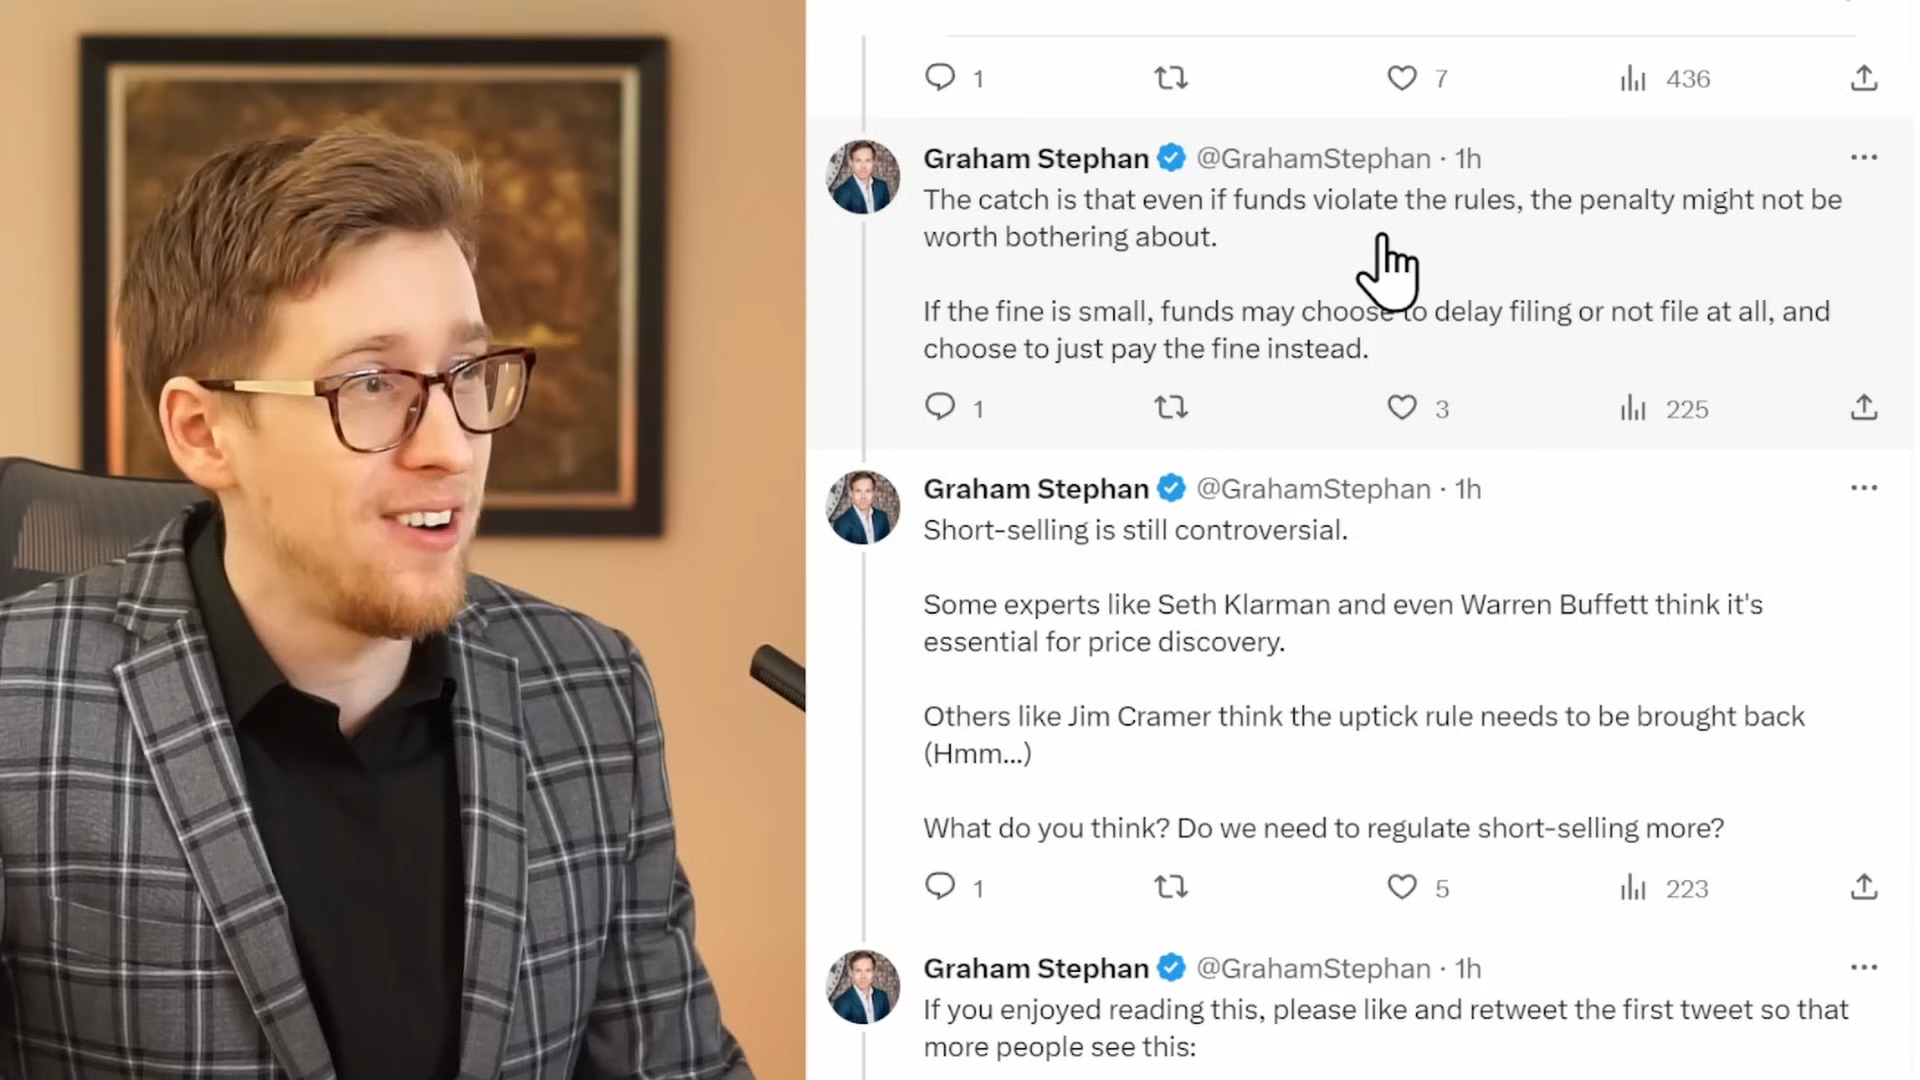 1 7 436
Graham Stephan @GrahamStephan · 1h
The catch is that even if funds violate the rules, the penalty might not be
worth bothering about.
If the fine is small, funds may choose to delay filing or not file at all, and
choose to just pay the fine instead.
1 3 225
Graham Stephan @GrahamStephan · 1h
Short-selling is still controversial.
Some experts like Seth Klarman and even Warren Buffett think it's
essential for price discovery.
Others like Jim Cramer think the uptick rule needs to be brought back
(Hmm...)
What do you think? Do we need to regulate short-selling more?
1 5 223
Graham Stephan @GrahamStephan · 1h
If you enjoyed reading this, please like and retweet the first tweet so that
more people see this: